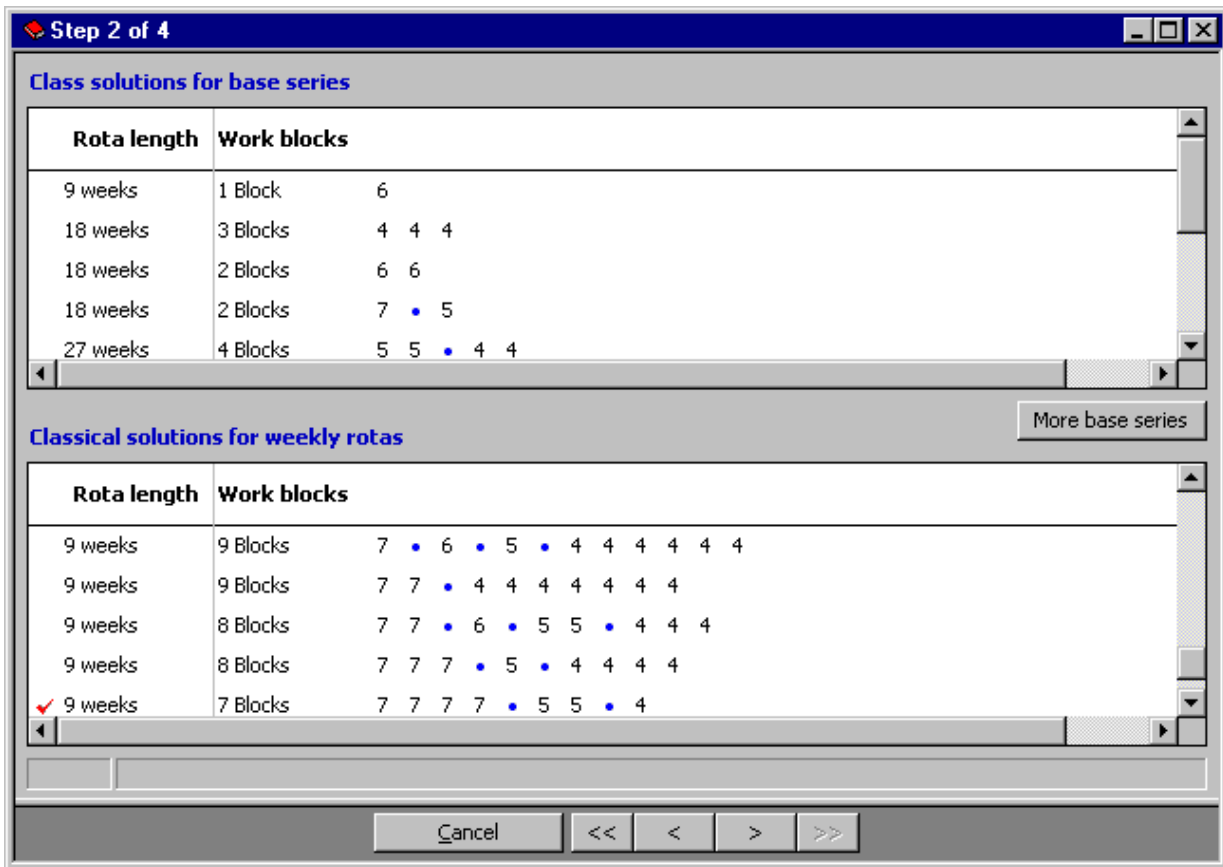 Step 2 of 4
Class solutions for base series
Rota length Work blocks
9 weeks 1 Block 6
18 weeks 3 Blocks 4 4 4
18 weeks 2 Blocks 6 6
18 weeks 2 Blocks 7 • 5
27 weeks 4 Blocks 5 5 • 4 4
More base series
Classical solutions for weekly rotas
Rota length Work blocks
9 weeks 9 Blocks 7 • 6 • 5 • 4 4 4 4 4 4
9 weeks 9 Blocks 7 7 • 4 4 4 4 4 4 4
9 weeks 8 Blocks 7 7 • 6 • 5 5 • 4 4 4
9 weeks 8 Blocks 7 7 7 • 5 • 4 4 4 4
✓ 9 weeks 7 Blocks 7 7 7 7 • 5 5 • 4
Cancel << < > >>